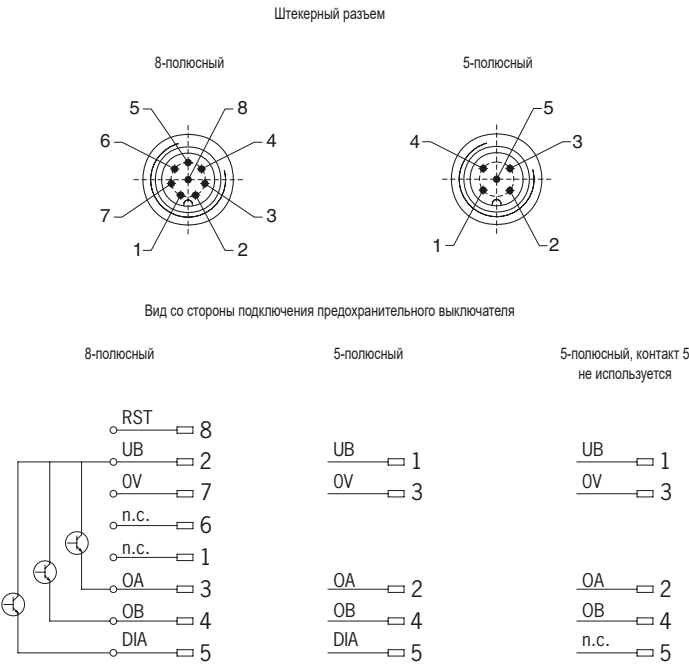 Штекерный разъем
8-полюсный 5-полюсный
5 8 5
6 4 4 3
7 3
1 2 1 2
Вид со стороны подключения предохранительного выключателя
8-полюсный 5-полюсный 5-полюсный, контакт 5
не используется
RST 8
UB 2 UB 1 UB 1
0V 7 0V 3 0V 3
n.c. 6
n.c. 1
OA 3 OA 2 OA 2
OB 4 OB 4 OB 4
DIA 5 DIA 5 n.c. 5